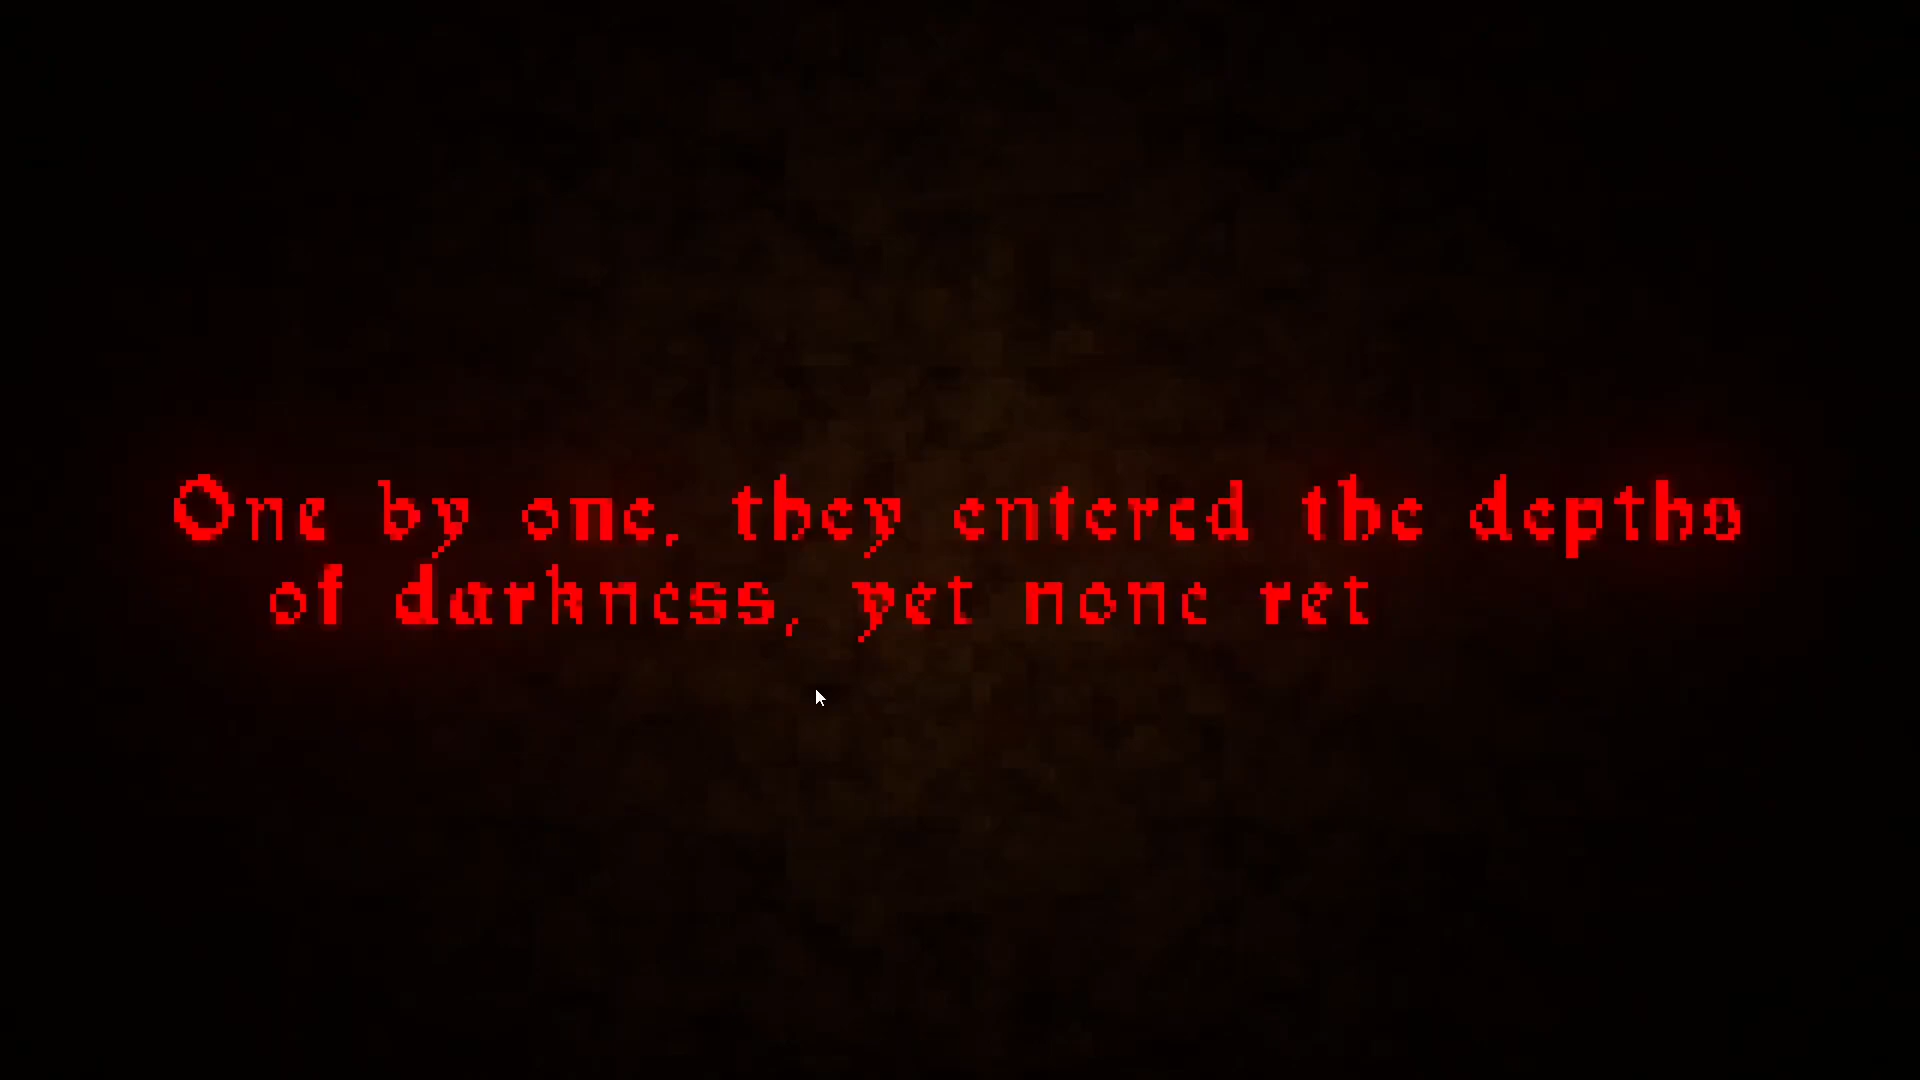 One by one, they entered the depths
of darkness, yet none ret